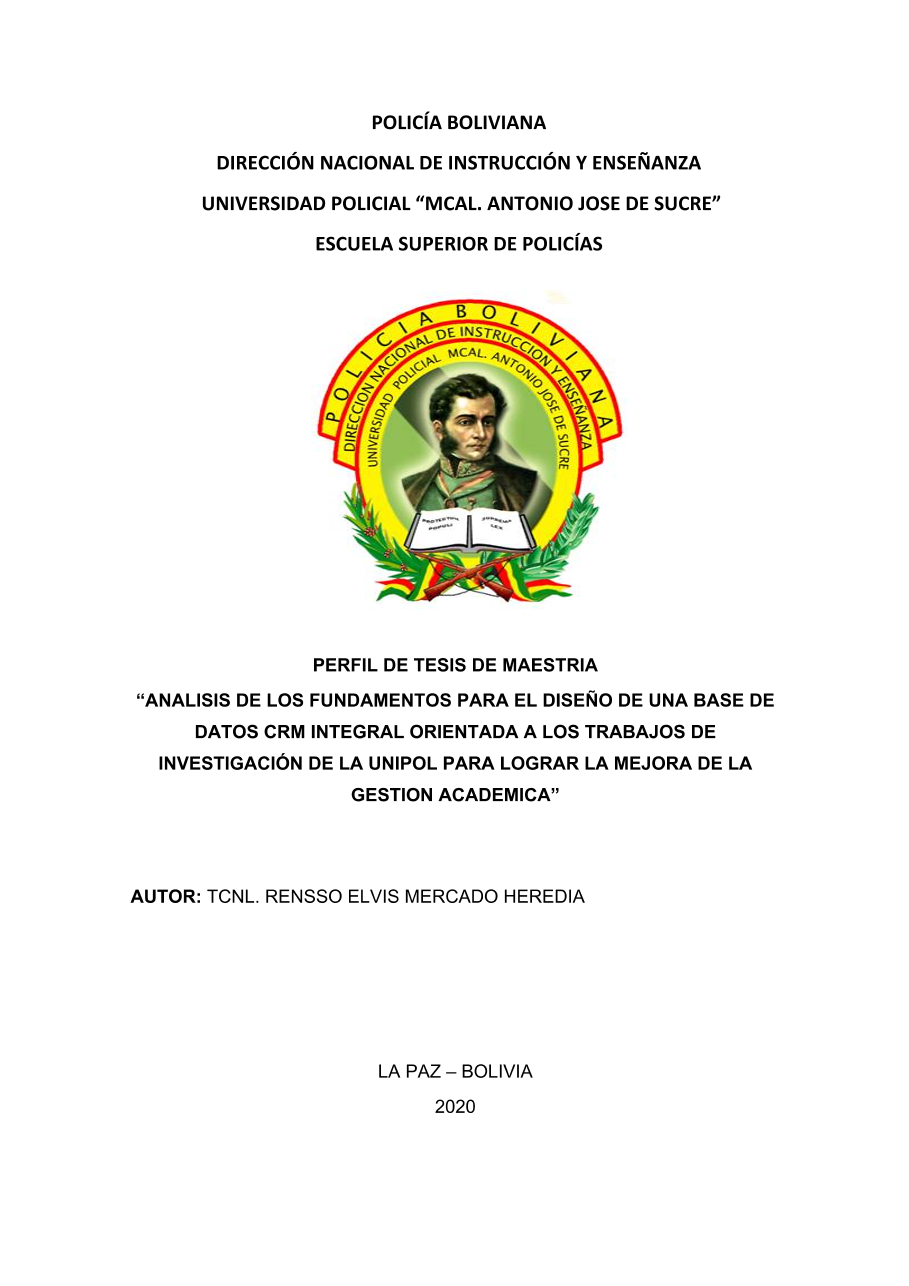 POLICÍA BOLIVIANA
DIRECCIÓN NACIONAL DE INSTRUCCIÓN Y ENSEÑANZA
UNIVERSIDAD POLICIAL “MCAL. ANTONIO JOSE DE SUCRE”
ESCUELA SUPERIOR DE POLICÍAS
POLICIA BOLIVIANA
DIRECCION NACIONAL DE INSTRUCCION Y ENSEÑANZA
UNIVERSIDAD POLICIAL MCAL. ANTONIO JOSE DE SUCRE
PROTESTOR SUPREMA
POPULI LEX
PERFIL DE TESIS DE MAESTRIA
“ANALISIS DE LOS FUNDAMENTOS PARA EL DISEÑO DE UNA BASE DE
DATOS CRM INTEGRAL ORIENTADA A LOS TRABAJOS DE
INVESTIGACIÓN DE LA UNIPOL PARA LOGRAR LA MEJORA DE LA
GESTION ACADEMICA”
AUTOR: TCNL. RENSSO ELVIS MERCADO HEREDIA
LA PAZ – BOLIVIA
2020